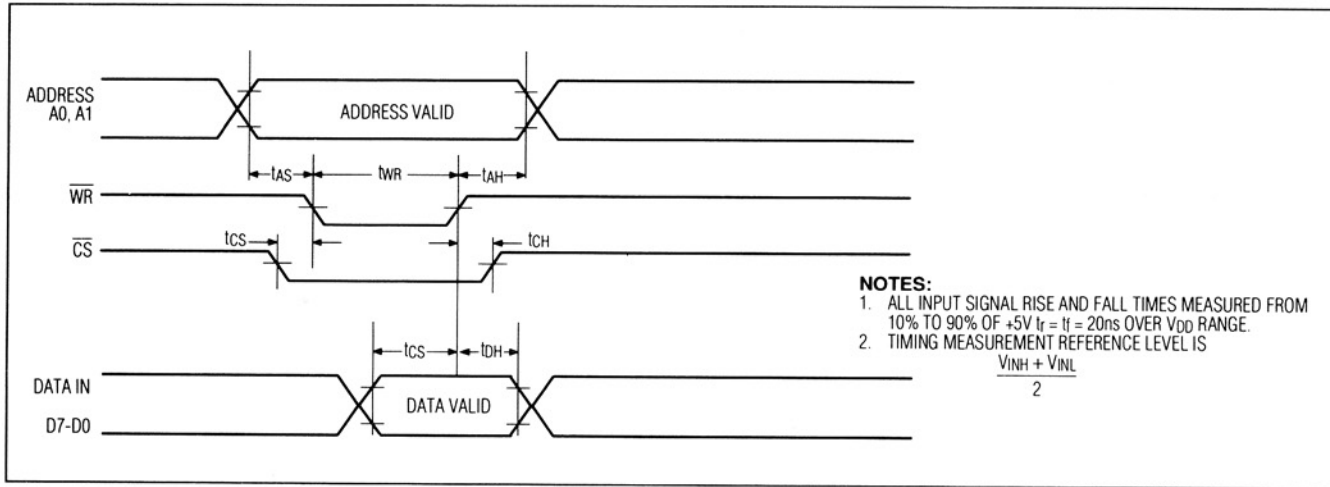 ADDRESS
A0, A1
ADDRESS VALID
tAS
tWR
tAH
WR
tCS
tCH
CS
NOTES:
1. ALL INPUT SIGNAL RISE AND FALL TIMES MEASURED FROM
10% TO 90% OF +5V tr = tf = 20ns OVER VDD RANGE.
2. TIMING MEASUREMENT REFERENCE LEVEL IS
VINH + VINL
2
tCS
tDH
DATA IN
D7-D0
DATA VALID